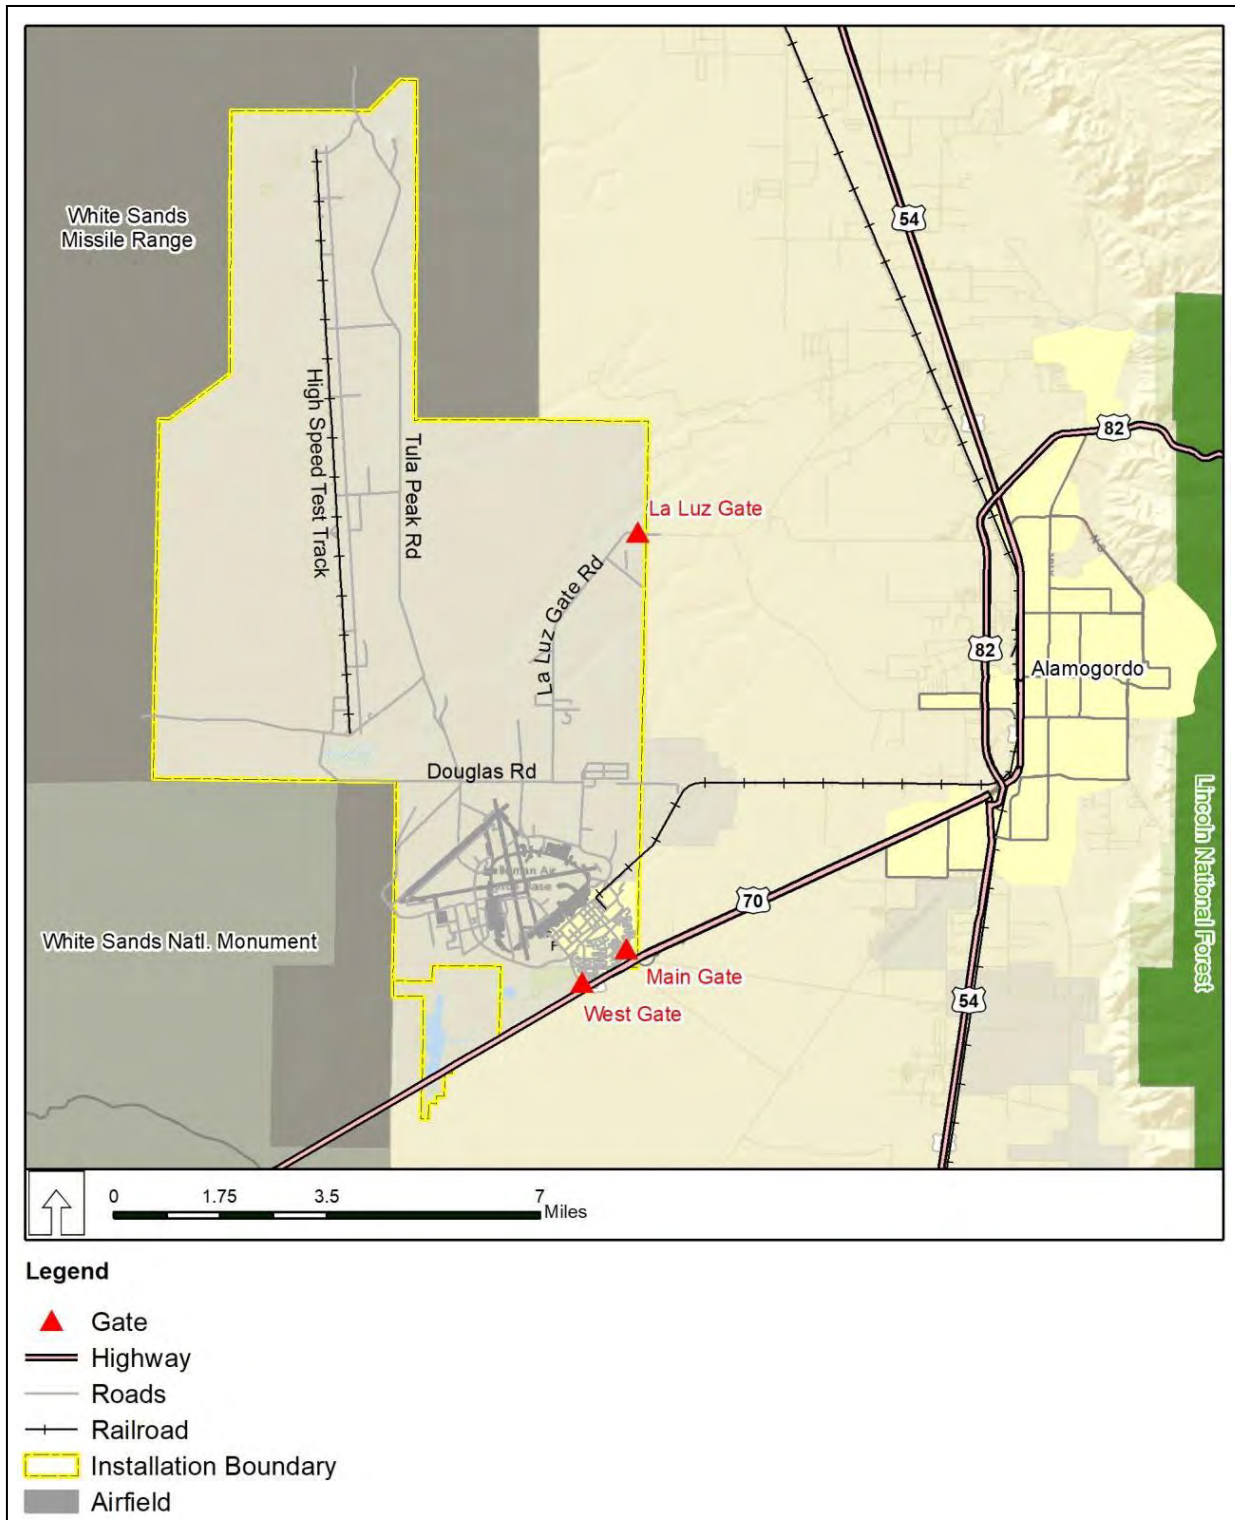 54
White Sands
Missile Range
High Speed Test Track
82
Tula Peak Rd
La Luz Gate
La Luz Gate Rd
82
Alamogordo
Douglas Rd
Lincoln National Forest
70
White Sands Natl. Monument
Main Gate
54
West Gate
0 1.75 3.5 7
Miles
Legend
Gate
Highway
Roads
Railroad
Installation Boundary
Airfield